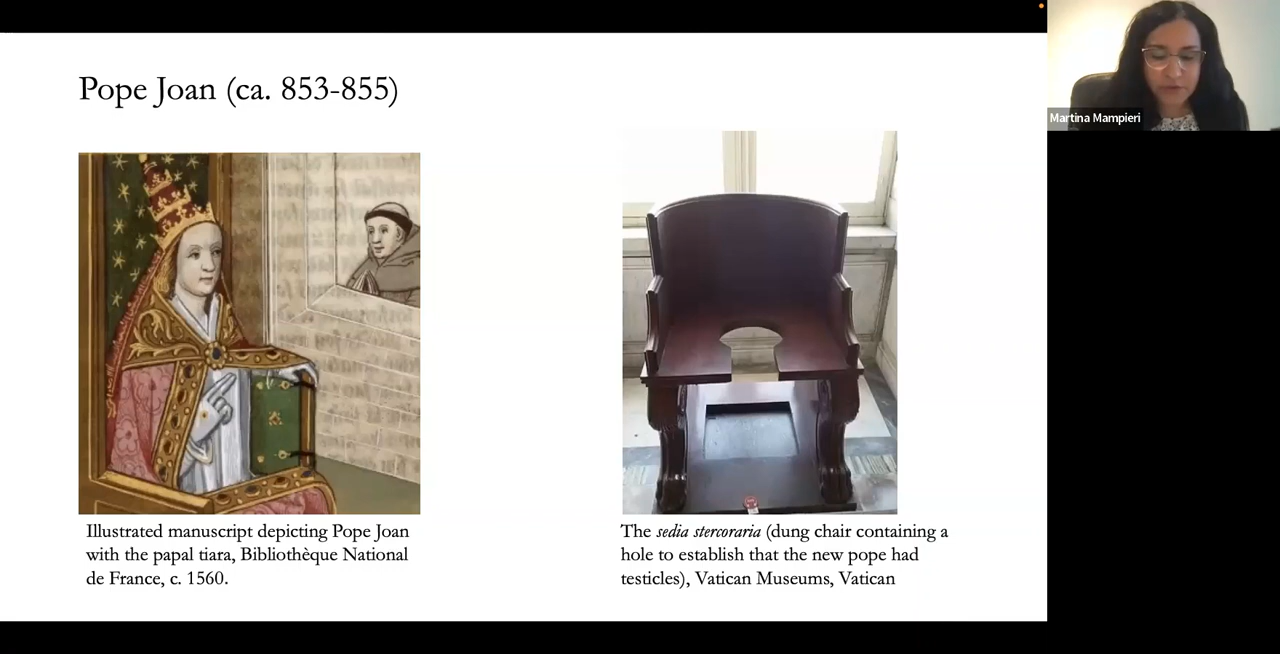 Pope Joan (ca. 853-855)
Martina Mampieri
Illustrated manuscript depicting Pope Joan
with the papal tiara, Bibliothèque National
de France, c. 1560.
The sedia stercoraria (dung chair containing a
hole to establish that the new pope had
testicles), Vatican Museums, Vatican